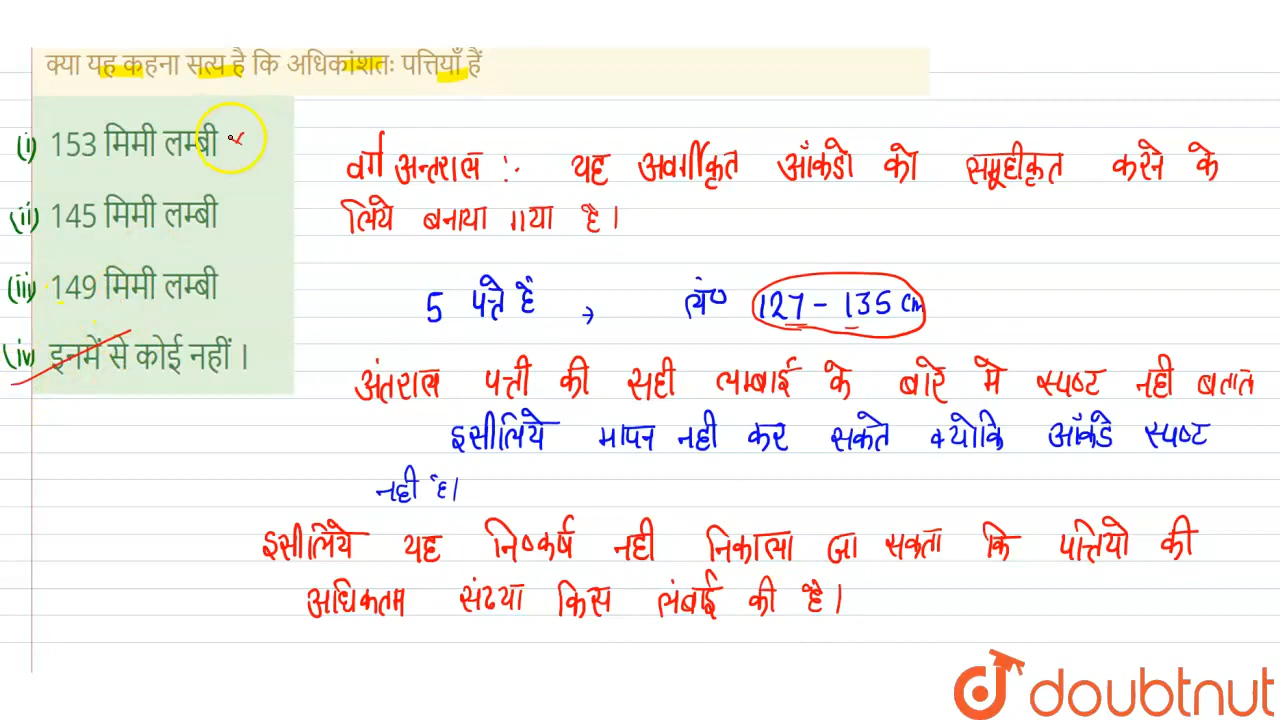 क्या यह कहना सत्य है कि अधिकांशतः पत्तियाँ हैं
(i) 153 मिमी लम्बी
(ii) 145 मिमी लम्बी
(iii) 149 मिमी लम्बी
(iv) इनमें से कोई नहीं ।
वर्ग अन्तराल :- यह अवर्गीकृत आँकडो को समूहीकृत करने के
लिये बनाया गया है।
5 पत्ते है → लं० 127 - 135 cm
अंतराल पत्ती की सही लम्बाई के बारे मे स्पष्ट नही बतात
इसीलिये मापन नही कर सकते क्योकि आँकडे स्पष्ट
नही है।
इसीलिये यह निष्कर्ष नही निकाला जा सकता कि पत्तियो की
अधिकतम संख्या किस लंबाई की है।
doubtnut